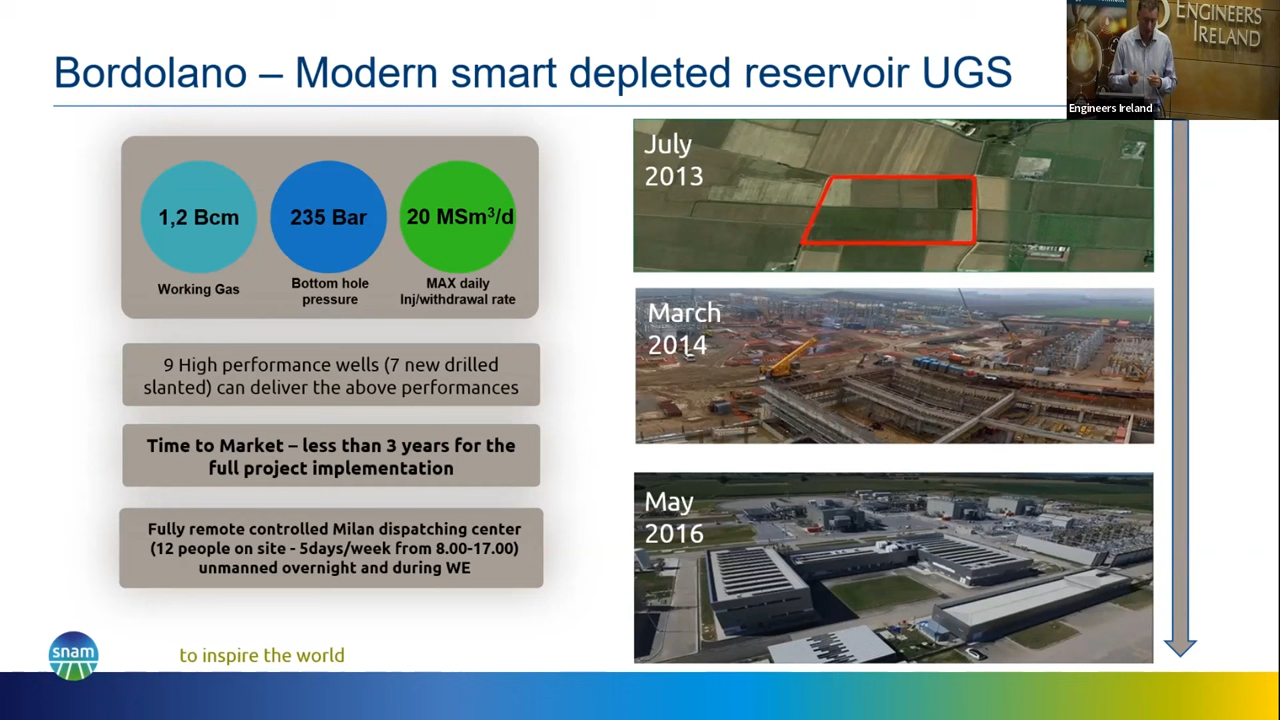 Bordolano – Modern smart depleted reservoir UGS
ENGINEERS
IRELAND
Engineers Ireland
1,2 Bcm
235 Bar
20 MSm³/d
Working Gas
Bottom hole
pressure
MAX daily
Inj/withdrawal rate
9 High performance wells (7 new drilled
slanted) can deliver the above performances
Time to Market – less than 3 years for the
full project implementation
Fully remote controlled Milan dispatching center
(12 people on site - 5days/week from 8.00-17.00)
unmanned overnight and during WE
July
2013
March
2014
May
2016
snam
to inspire the world